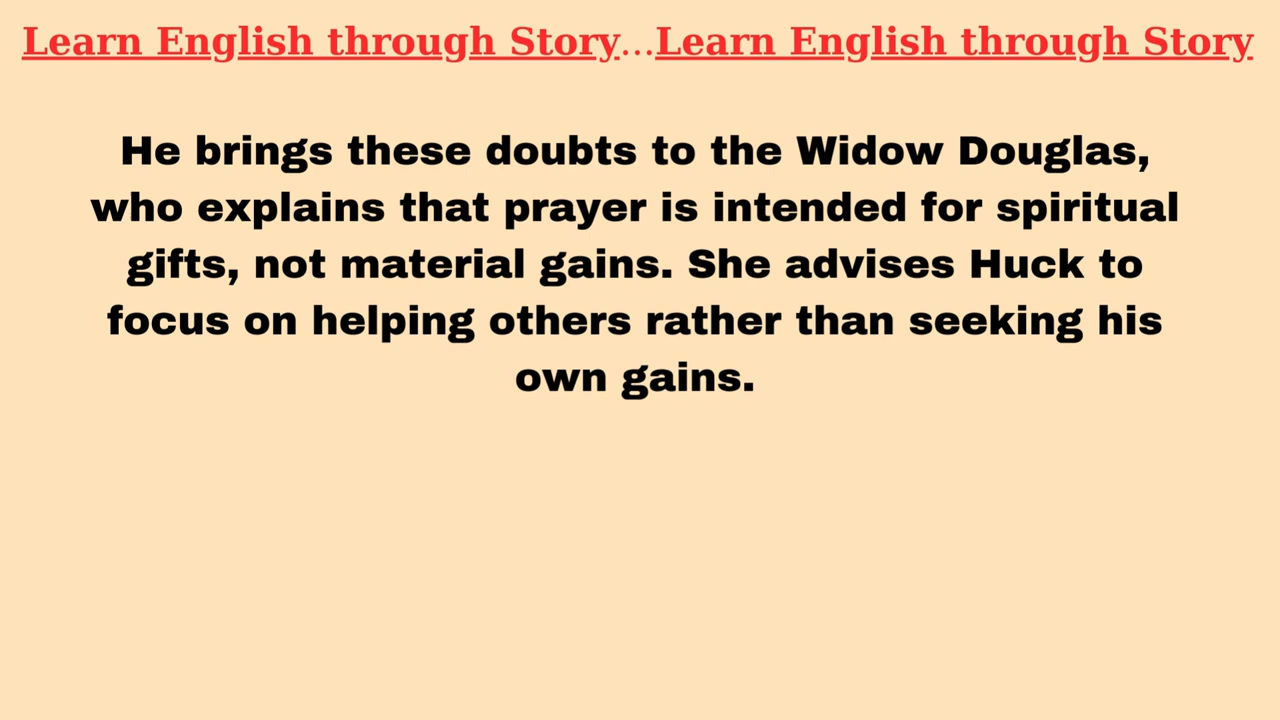 Learn English through Story...Learn English through Story
He brings these doubts to the Widow Douglas,
who explains that prayer is intended for spiritual
gifts, not material gains. She advises Huck to
focus on helping others rather than seeking his
own gains.